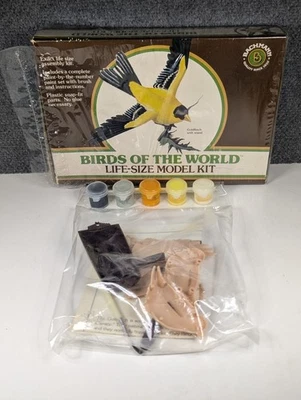 Exact life-size
assembly kit.
Includes a complete
paint-by-the number
paint set with brush
and instructions.
Plastic snap-fit
parts. No glue
necessary.
BACHMANN
B
BIRDS OF THE WORLD
LIFE-SIZE MODEL KIT